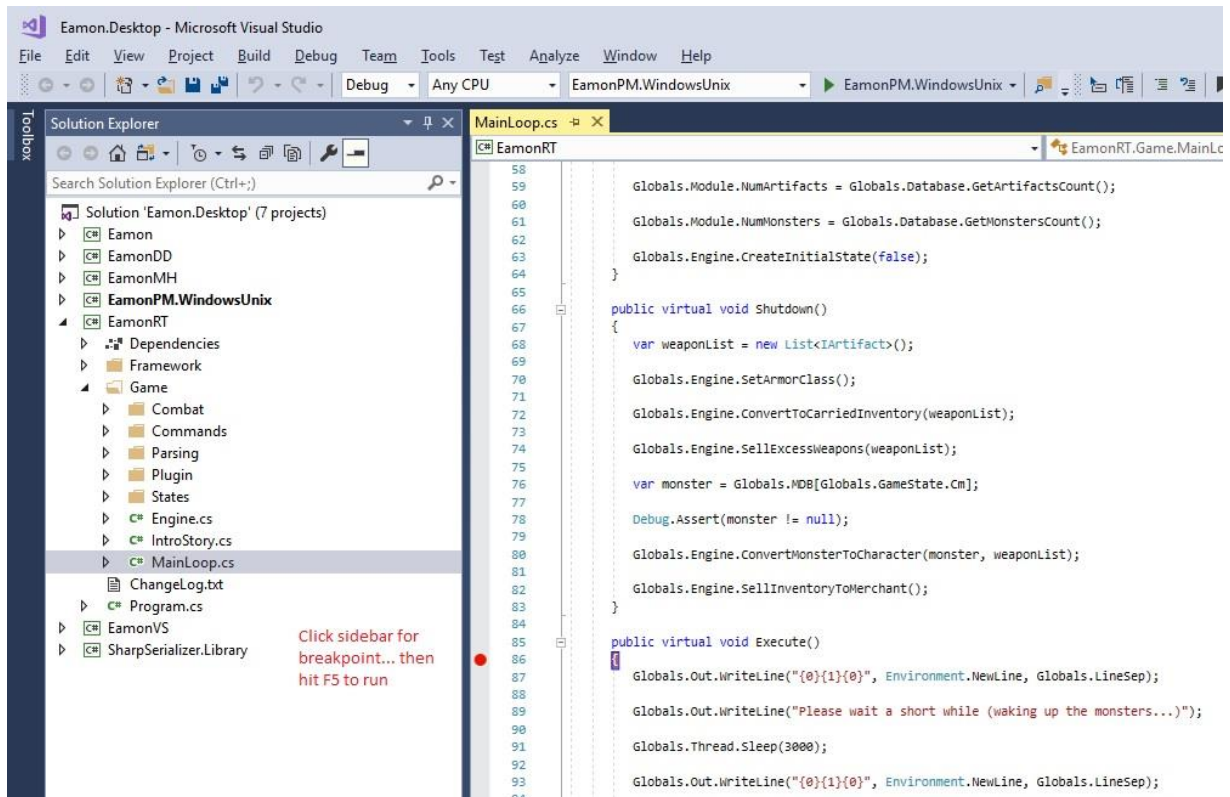 Eamon.Desktop - Microsoft Visual Studio
File Edit View Project Build Debug Team Tools Test Analyze Window Help
Debug Any CPU EamonPM.WindowsUnix EamonPM.WindowsUnix
Toolbox
Solution Explorer
Search Solution Explorer (Ctrl+;)
Solution 'Eamon.Desktop' (7 projects)
C# Eamon
C# EamonDD
C# EamonMH
C# EamonPM.WindowsUnix
C# EamonRT
Dependencies
Framework
Game
Combat
Commands
Parsing
Plugin
States
C# Engine.cs
C# IntroStory.cs
C# MainLoop.cs
ChangeLog.txt
C# Program.cs
C# EamonVS
C# SharpSerializer.Library
Click sidebar for
breakpoint... then
hit F5 to run
MainLoop.cs
C# EamonRT EamonRT.Game.MainLo
58
59 Globals.Module.NumArtifacts = Globals.Database.GetArtifactsCount();
60
61 Globals.Module.NumMonsters = Globals.Database.GetMonstersCount();
62
63 Globals.Engine.CreateInitialState(false);
64 }
65
66 public virtual void Shutdown()
67 {
68 var weaponList = new List<IArtifact>();
69
70 Globals.Engine.SetArmorClass();
71
72 Globals.Engine.ConvertToCarriedInventory(weaponList);
73
74 Globals.Engine.SellExcessWeapons(weaponList);
75
76 var monster = Globals.MDB[Globals.GameState.Cm];
77
78 Debug.Assert(monster != null);
79
80 Globals.Engine.ConvertMonsterToCharacter(monster, weaponList);
81
82 Globals.Engine.SellInventoryToMerchant();
83 }
84
85 public virtual void Execute()
86 {
87 Globals.Out.WriteLine("{0}{1}{0}", Environment.NewLine, Globals.LineSep);
88
89 Globals.Out.WriteLine("Please wait a short while (waking up the monsters...)");
90
91 Globals.Thread.Sleep(3000);
92
93 Globals.Out.WriteLine("{0}{1}{0}", Environment.NewLine, Globals.LineSep);